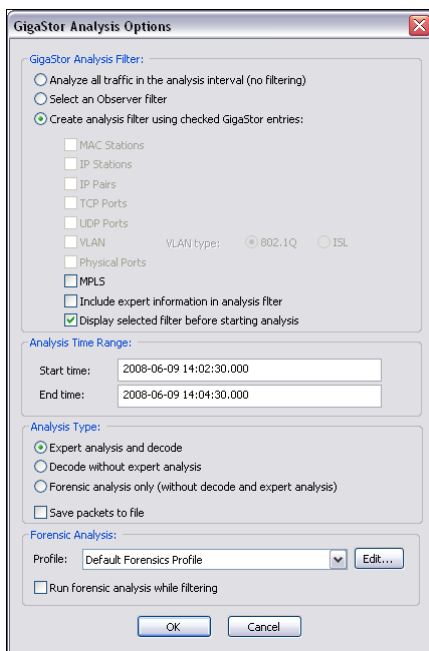 GigaStor Analysis Options
GigaStor Analysis Filter:
Analyze all traffic in the analysis interval (no filtering)
Select an Observer filter
Create analysis filter using checked GigaStor entries:
MAC Stations
IP Stations
IP Pairs
TCP Ports
UDP Ports
VLAN VLAN type: 802.1Q ISL
Physical Ports
MPLS
Include expert information in analysis flter
Display selected filter before starting analysis
Analysis Time Range:
Start time: 2008-06-09 14:02:30.000
End time: 2008-06-09 14:04:30.000
Analysis Type:
Expert analysis and decode
Decode without expert analysis
Forensic analysis only (without decode and expert analysis)
Save packets to file
Forensic Analysis:
Profile: Default Forensics Profile Edit...
Run forensic analysis while filtering
OK Cancel